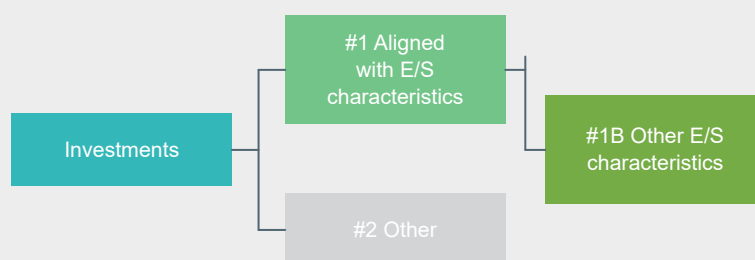 #1 Aligned
with E/S
characteristics
Investments
#1B Other E/S
characteristics
#2 Other